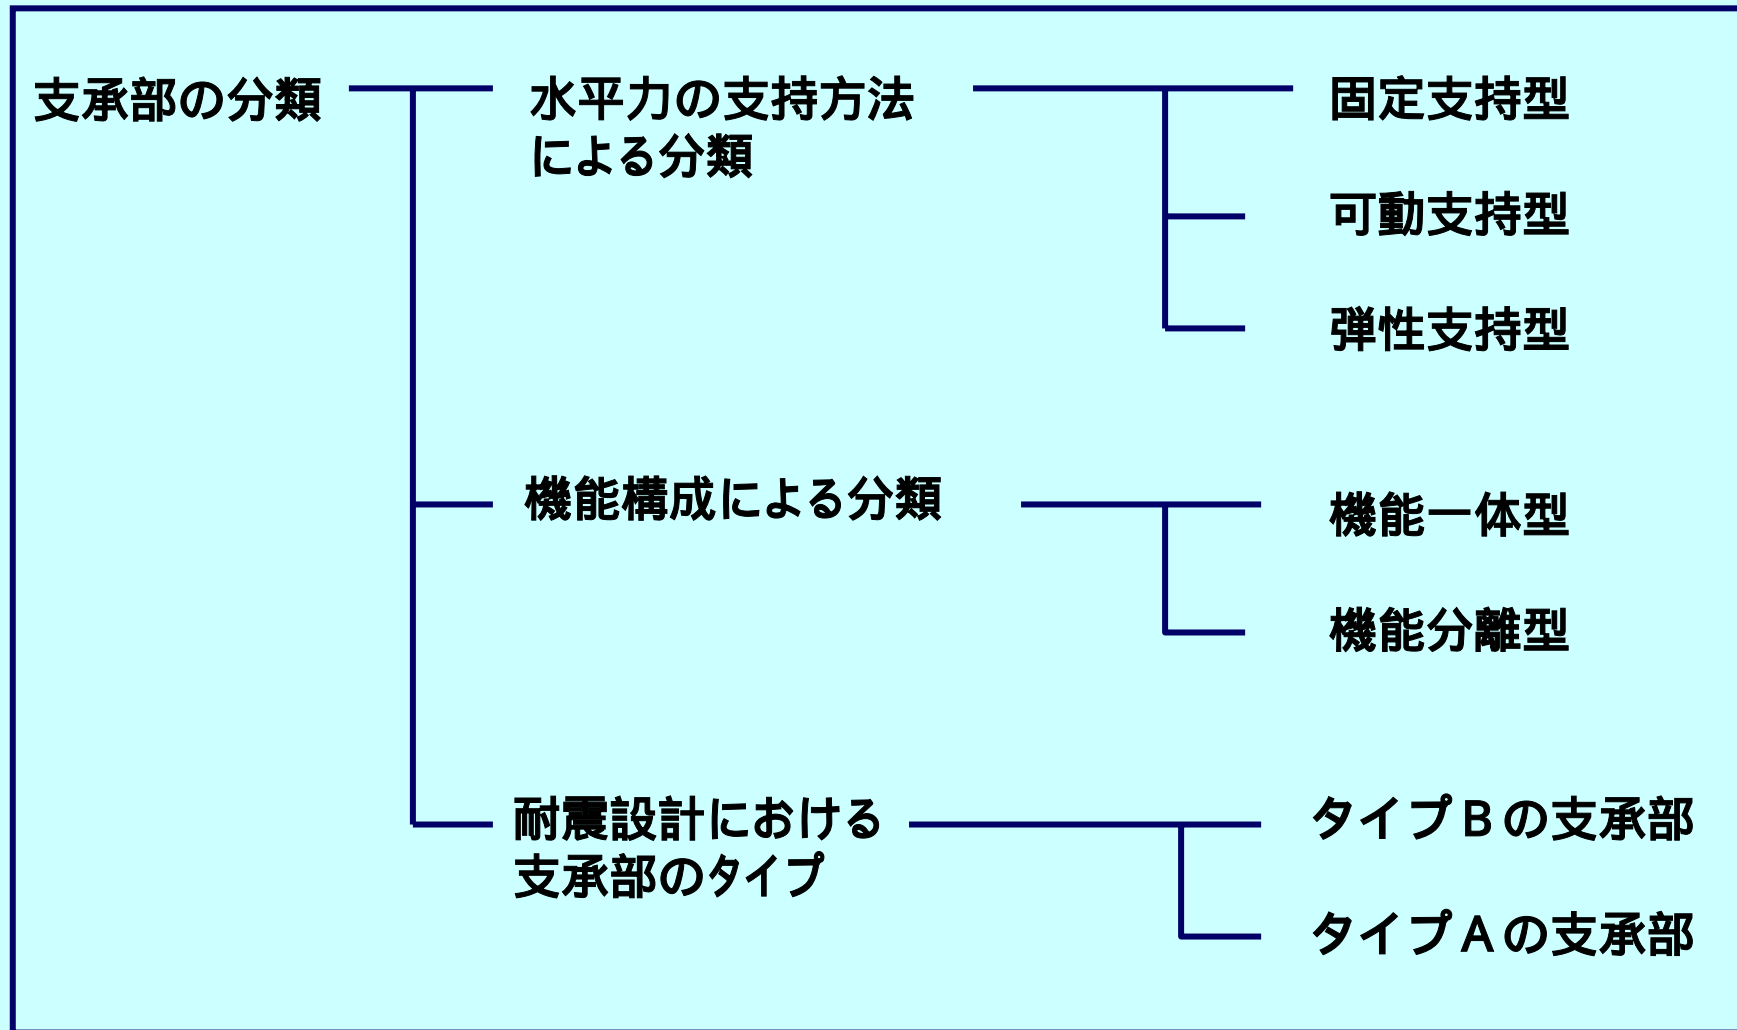 支承部の分類
水平力の支持方法
による分類
固定支持型
可動支持型
弾性支持型
機能構成による分類
機能一体型
機能分離型
耐震設計における
支承部のタイプ
タイプBの支承部
タイプAの支承部